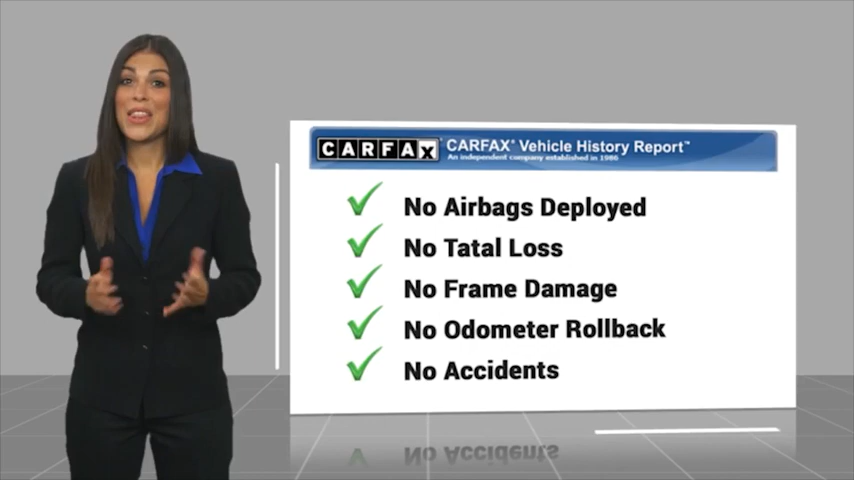 CARFAX CARFAX® Vehicle History Report™
An independent company established in 1986
No Airbags Deployed
No Tatal Loss
No Frame Damage
No Odometer Rollback
No Accidents
No Accidents